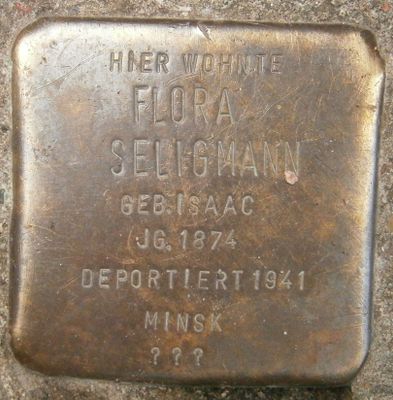 HIER WOHNTE
FLORA
SELIGMANN
GEB. ISAAC
JG. 1874
DEPORTIERT 1941
MINSK
? ? ?